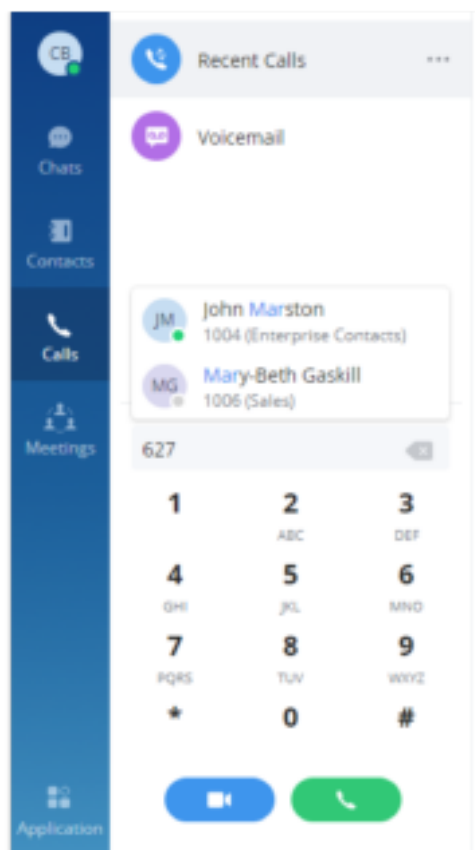 CB
Chats
Contacts
Calls
Meetings
Application
Recent Calls
Voicemail
JM
John Marston
1004 (Enterprise Contacts)
MG
Mary-Beth Gaskill
1006 (Sales)
627
1 2 3
ABC DEF
4 5 6
GHI JKL MNO
7 8 9
PQRS TUV WXYZ
* 0 #